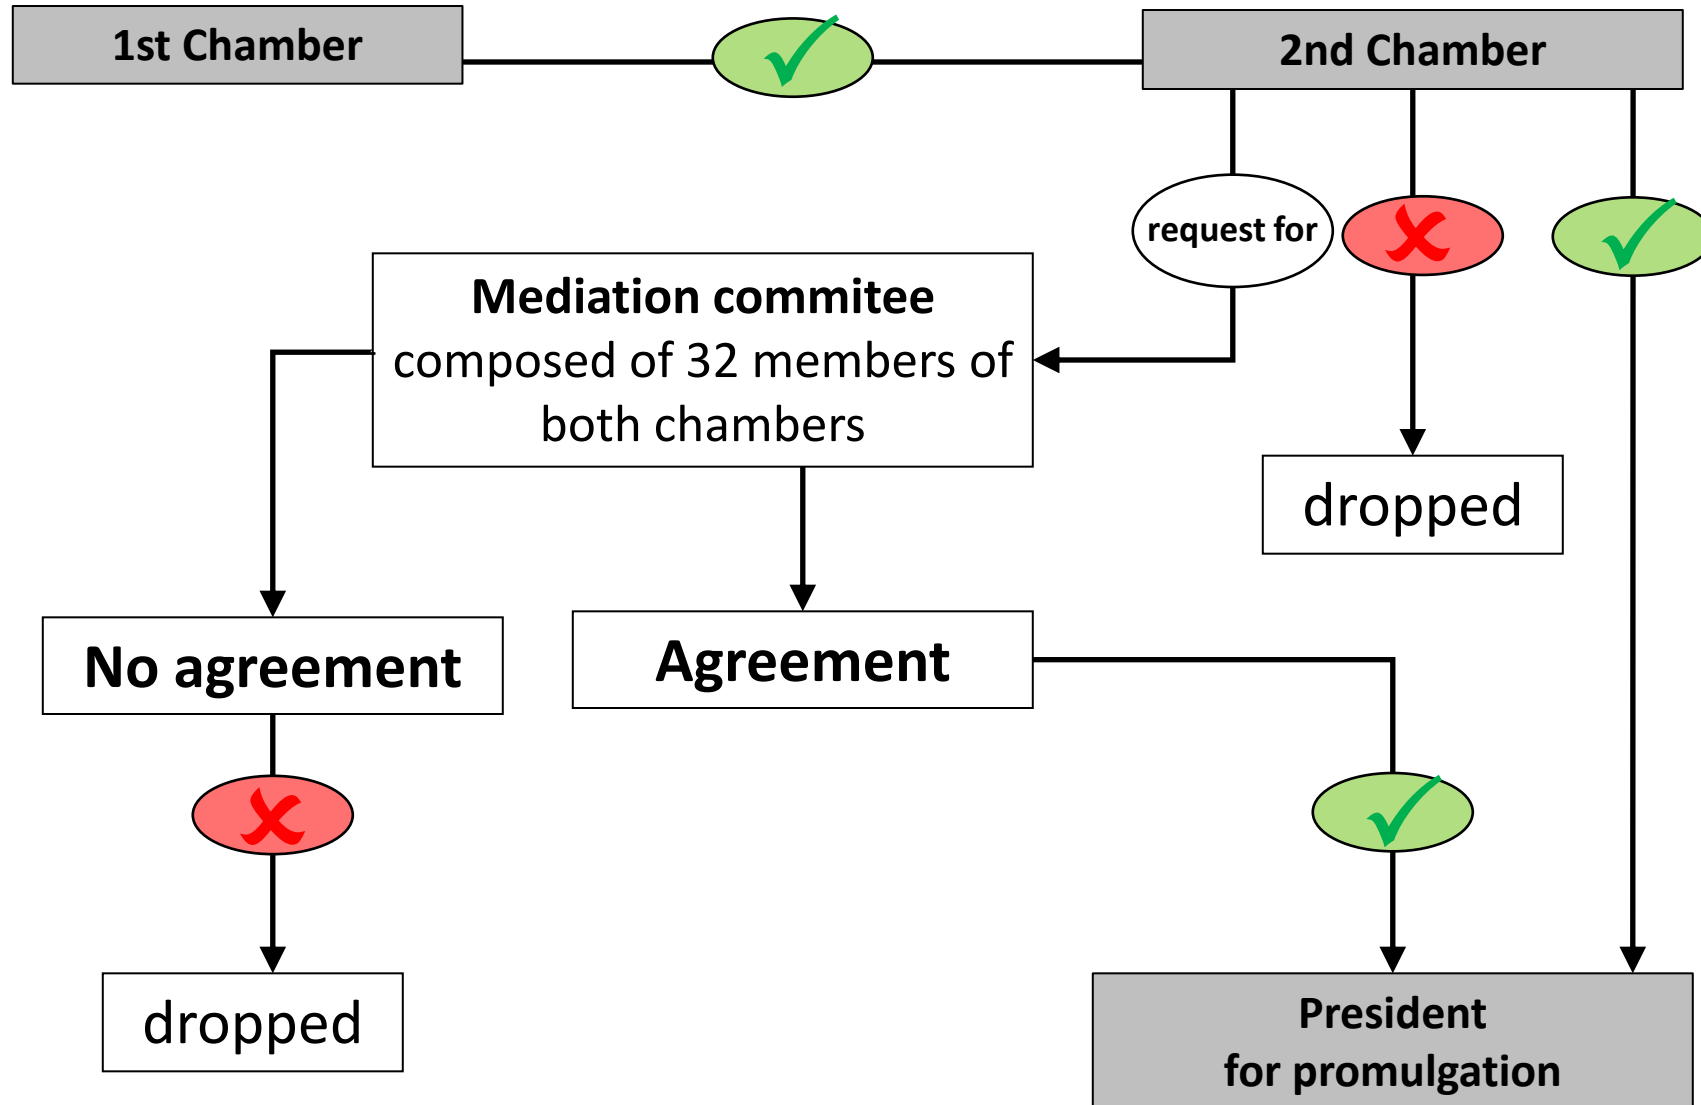 1st Chamber
2nd Chamber
request for
Mediation commitee
composed of 32 members of
both chambers
dropped
No agreement
Agreement
dropped
President
for promulgation